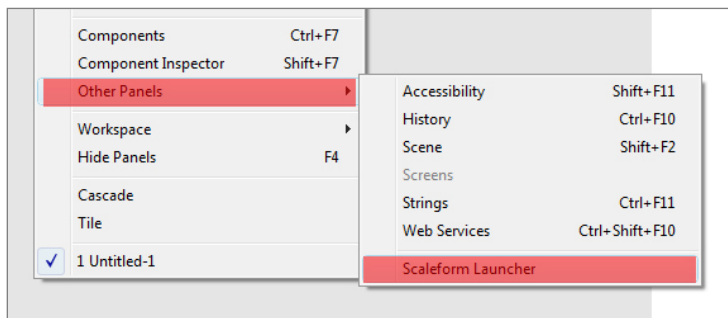 Components Ctrl+F7
Component Inspector Shift+F7
Other Panels
Workspace
Hide Panels F4
Cascade
Tile
1 Untitled-1
Accessibility Shift+F11
History Ctrl+F10
Scene Shift+F2
Screens
Strings Ctrl+F11
Web Services Ctrl+Shift+F10
Scaleform Launcher